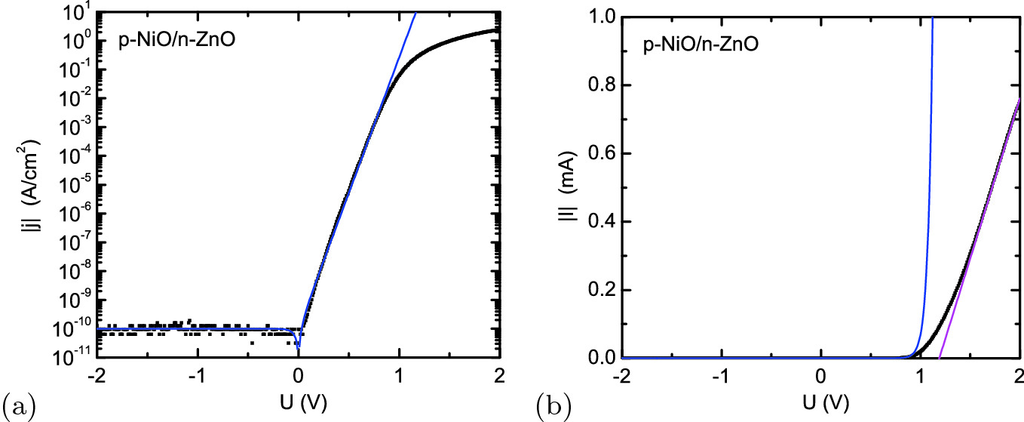 10^1
10^0
10^-1
10^-2
10^-3
10^-4
10^-5
10^-6
10^-7
10^-8
10^-9
10^-10
10^-11
|j| (A/cm^2)
p-NiO/n-ZnO
-2 -1 0 1 2
U (V)
(a)
1.0
0.8
0.6
0.4
0.2
0.0
|I| (mA)
p-NiO/n-ZnO
-2 -1 0 1 2
U (V)
(b)